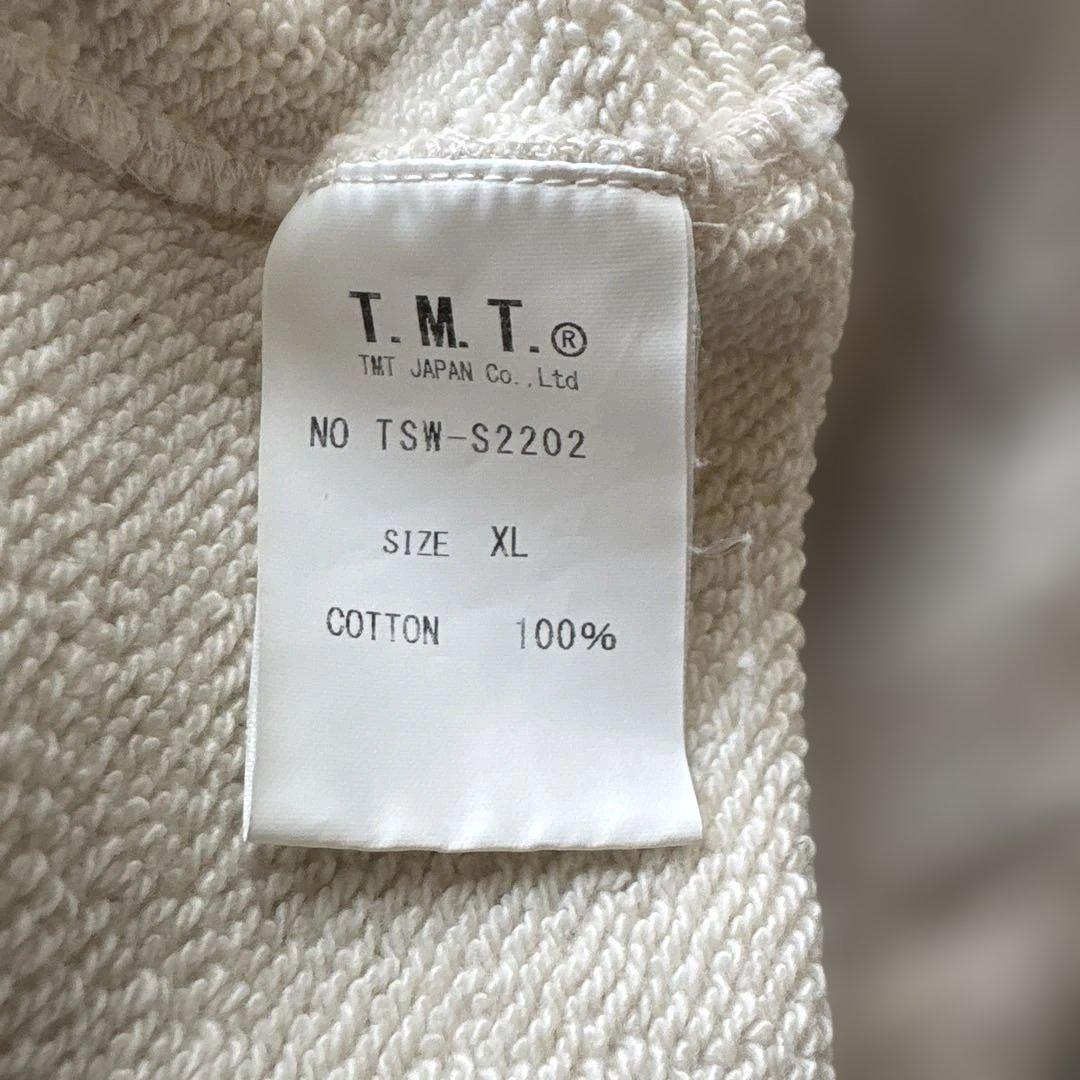 T.M.T.®
TMT JAPAN Co.,Ltd
NO TSW-S2202
SIZE XL
COTTON 100%